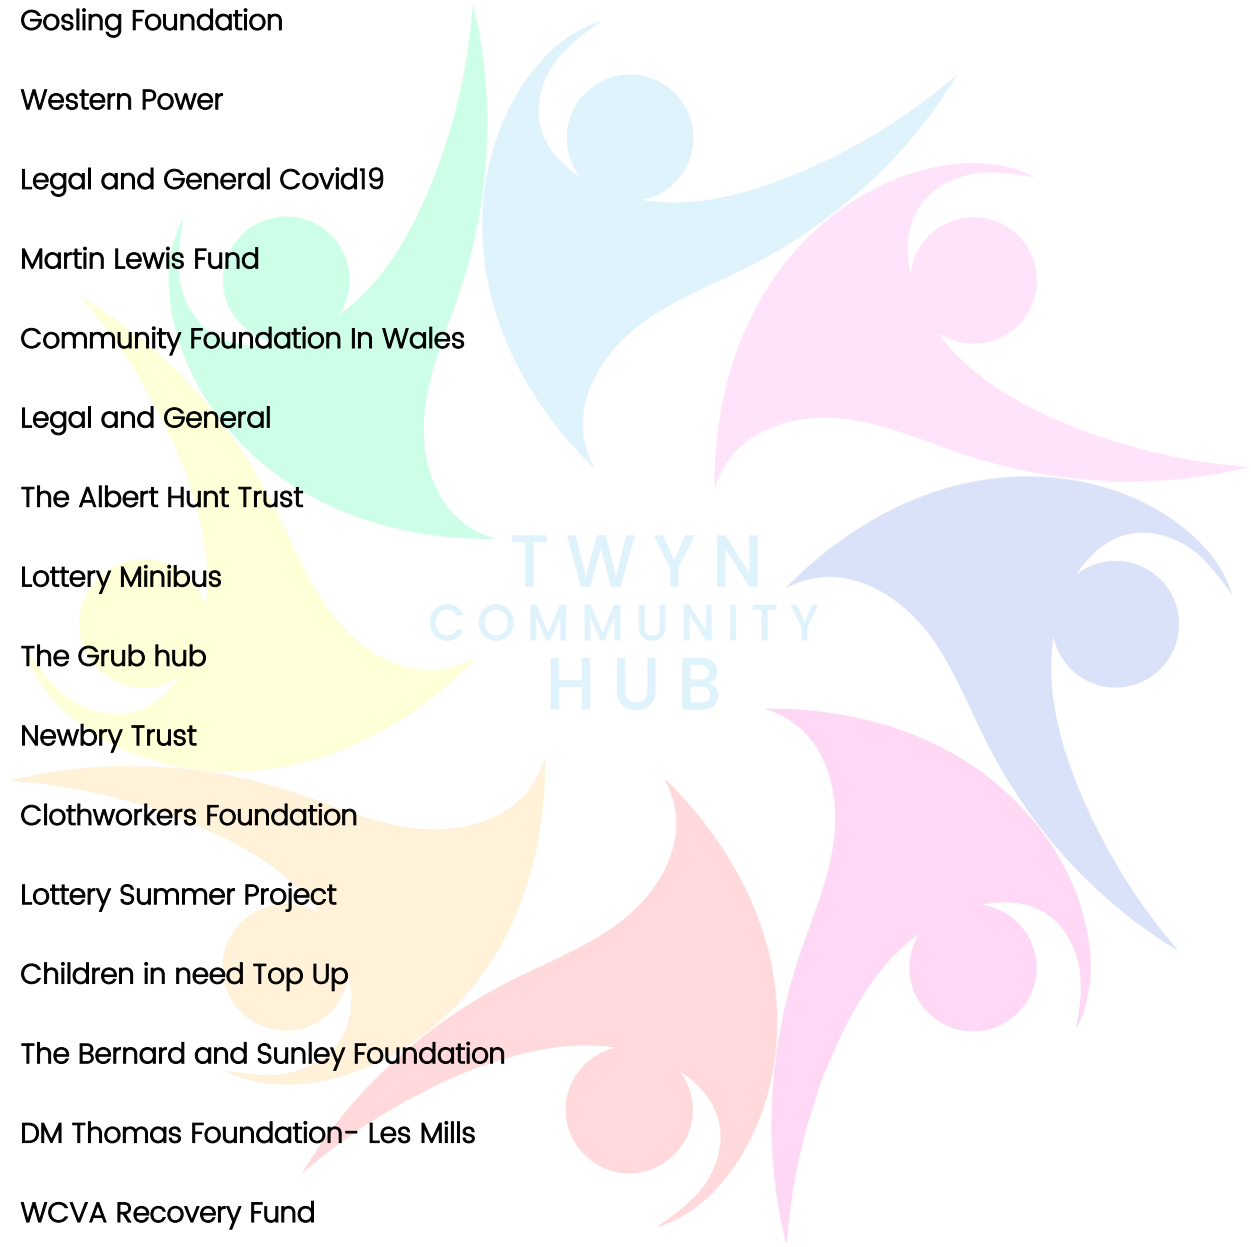 Gosling Foundation
Western Power
Legal and General Covid19
Martin Lewis Fund
Community Foundation In Wales
Legal and General
The Albert Hunt Trust
Lottery Minibus
The Grub hub
Newbry Trust
Clothworkers Foundation
Lottery Summer Project
Children in need Top Up
The Bernard and Sunley Foundation
DM Thomas Foundation- Les Mills
WCVA Recovery Fund
TWYN
COMMUNITY
HUB